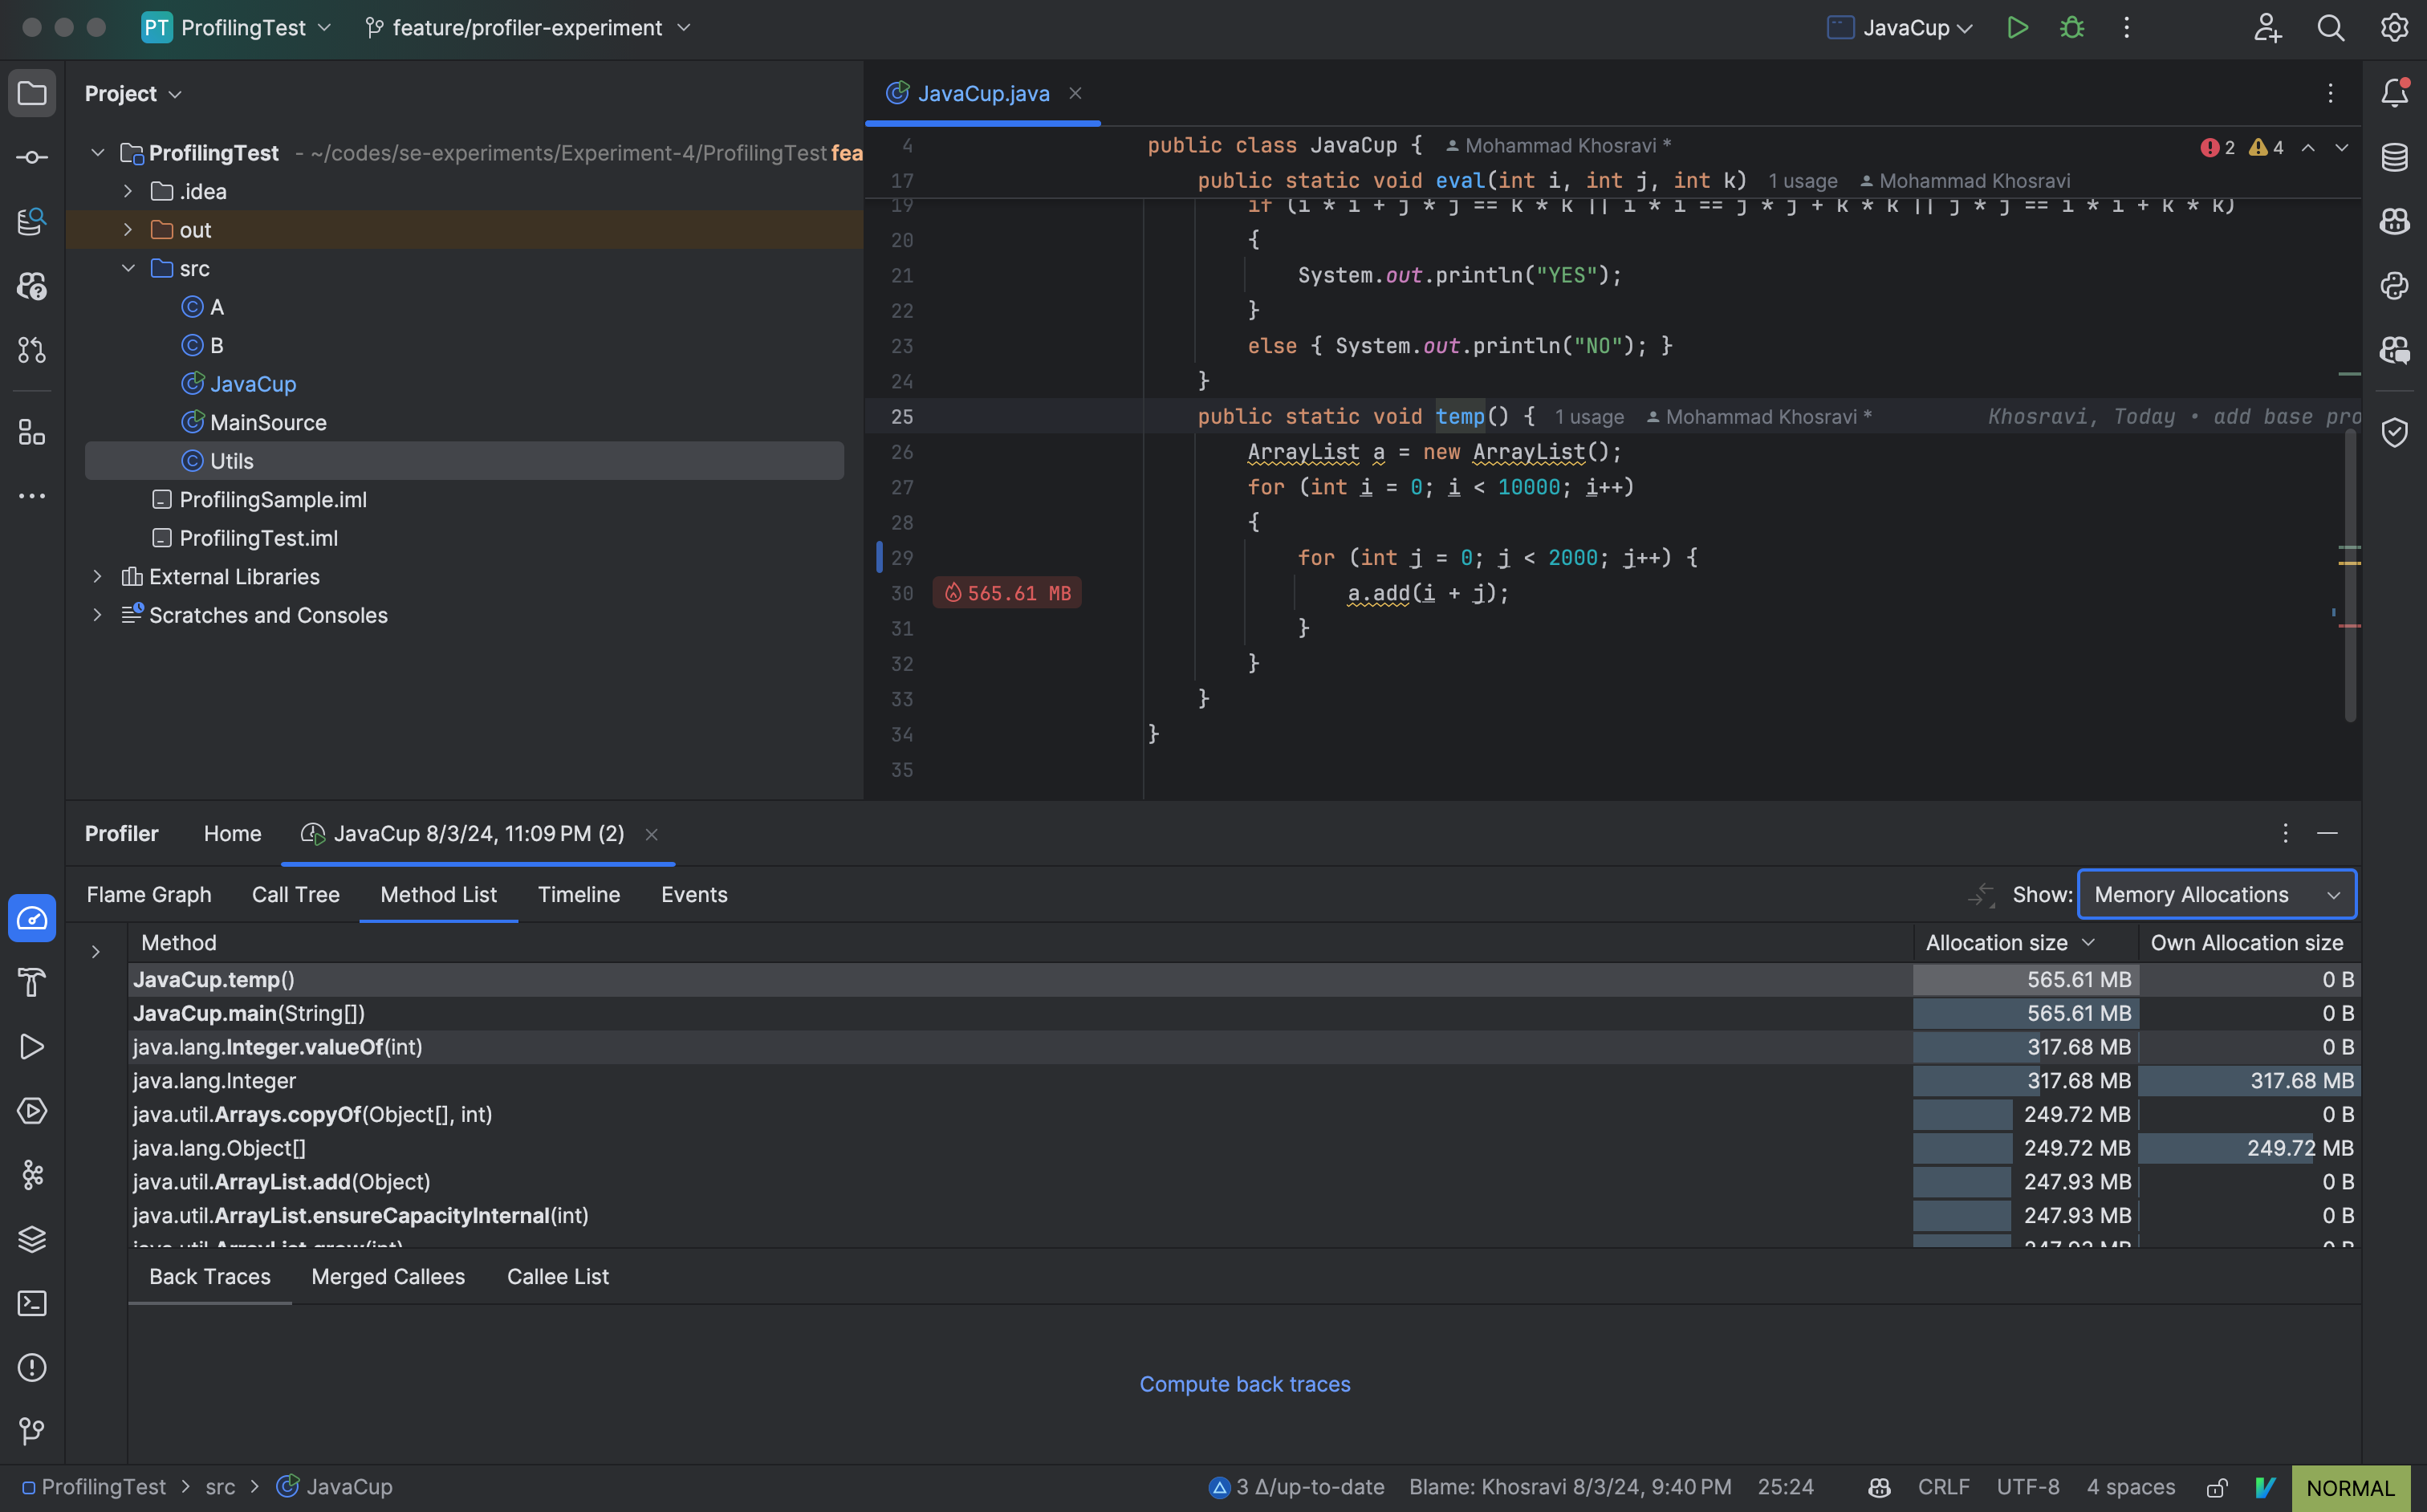 PT ProfilingTest feature/profiler-experiment JavaCup
Project
ProfilingTest - ~/codes/se-experiments/Experiment-4/ProfilingTest fea
.idea
out
src
A
B
JavaCup
MainSource
Utils
ProfilingSample.iml
ProfilingTest.iml
External Libraries
Scratches and Consoles
JavaCup.java
2 4
4 public class JavaCup { Mohammad Khosravi *
17 public static void eval(int i, int j, int k) 1 usage Mohammad Khosravi
19 if (i * i + j * j == k * k || i * i == j * j + k * k || j * j == i * i + k * k)
20 {
21 System.out.println("YES");
22 }
23 else { System.out.println("NO"); }
24 }
25 public static void temp() { 1 usage Mohammad Khosravi * Khosravi, Today • add base pro
26 ArrayList a = new ArrayList();
27 for (int i = 0; i < 10000; i++)
28 {
29 for (int j = 0; j < 2000; j++) {
30 565.61 MB a.add(i + j);
31 }
32 }
33 }
34 }
35
Profiler Home JavaCup 8/3/24, 11:09 PM (2)
Flame Graph Call Tree Method List Timeline Events Show: Memory Allocations
Method Allocation size Own Allocation size
JavaCup.temp() 565.61 MB 0 B
JavaCup.main(String[]) 565.61 MB 0 B
java.lang.Integer.valueOf(int) 317.68 MB 0 B
java.lang.Integer 317.68 MB 317.68 MB
java.util.Arrays.copyOf(Object[], int) 249.72 MB 0 B
java.lang.Object[] 249.72 MB 249.72 MB
java.util.ArrayList.add(Object) 247.93 MB 0 B
java.util.ArrayList.ensureCapacityInternal(int) 247.93 MB 0 B
java.util.ArrayList.grow(int) 247.93 MB 0 B
Back Traces Merged Callees Callee List
Compute back traces
ProfilingTest > src > JavaCup 3 Δ/up-to-date Blame: Khosravi 8/3/24, 9:40 PM 25:24 CRLF UTF-8 4 spaces NORMAL